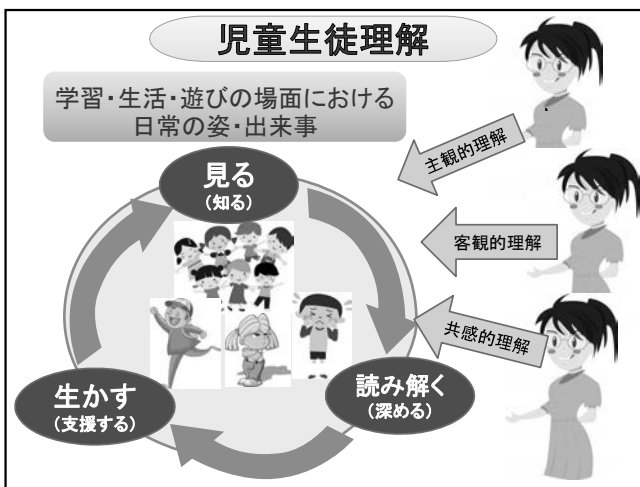 児童生徒理解
学習・生活・遊びの場面における
日常の姿・出来事
見る
(知る)
主観的理解
客観的理解
共感的理解
読み解く
(深める)
生かす
(支援する)